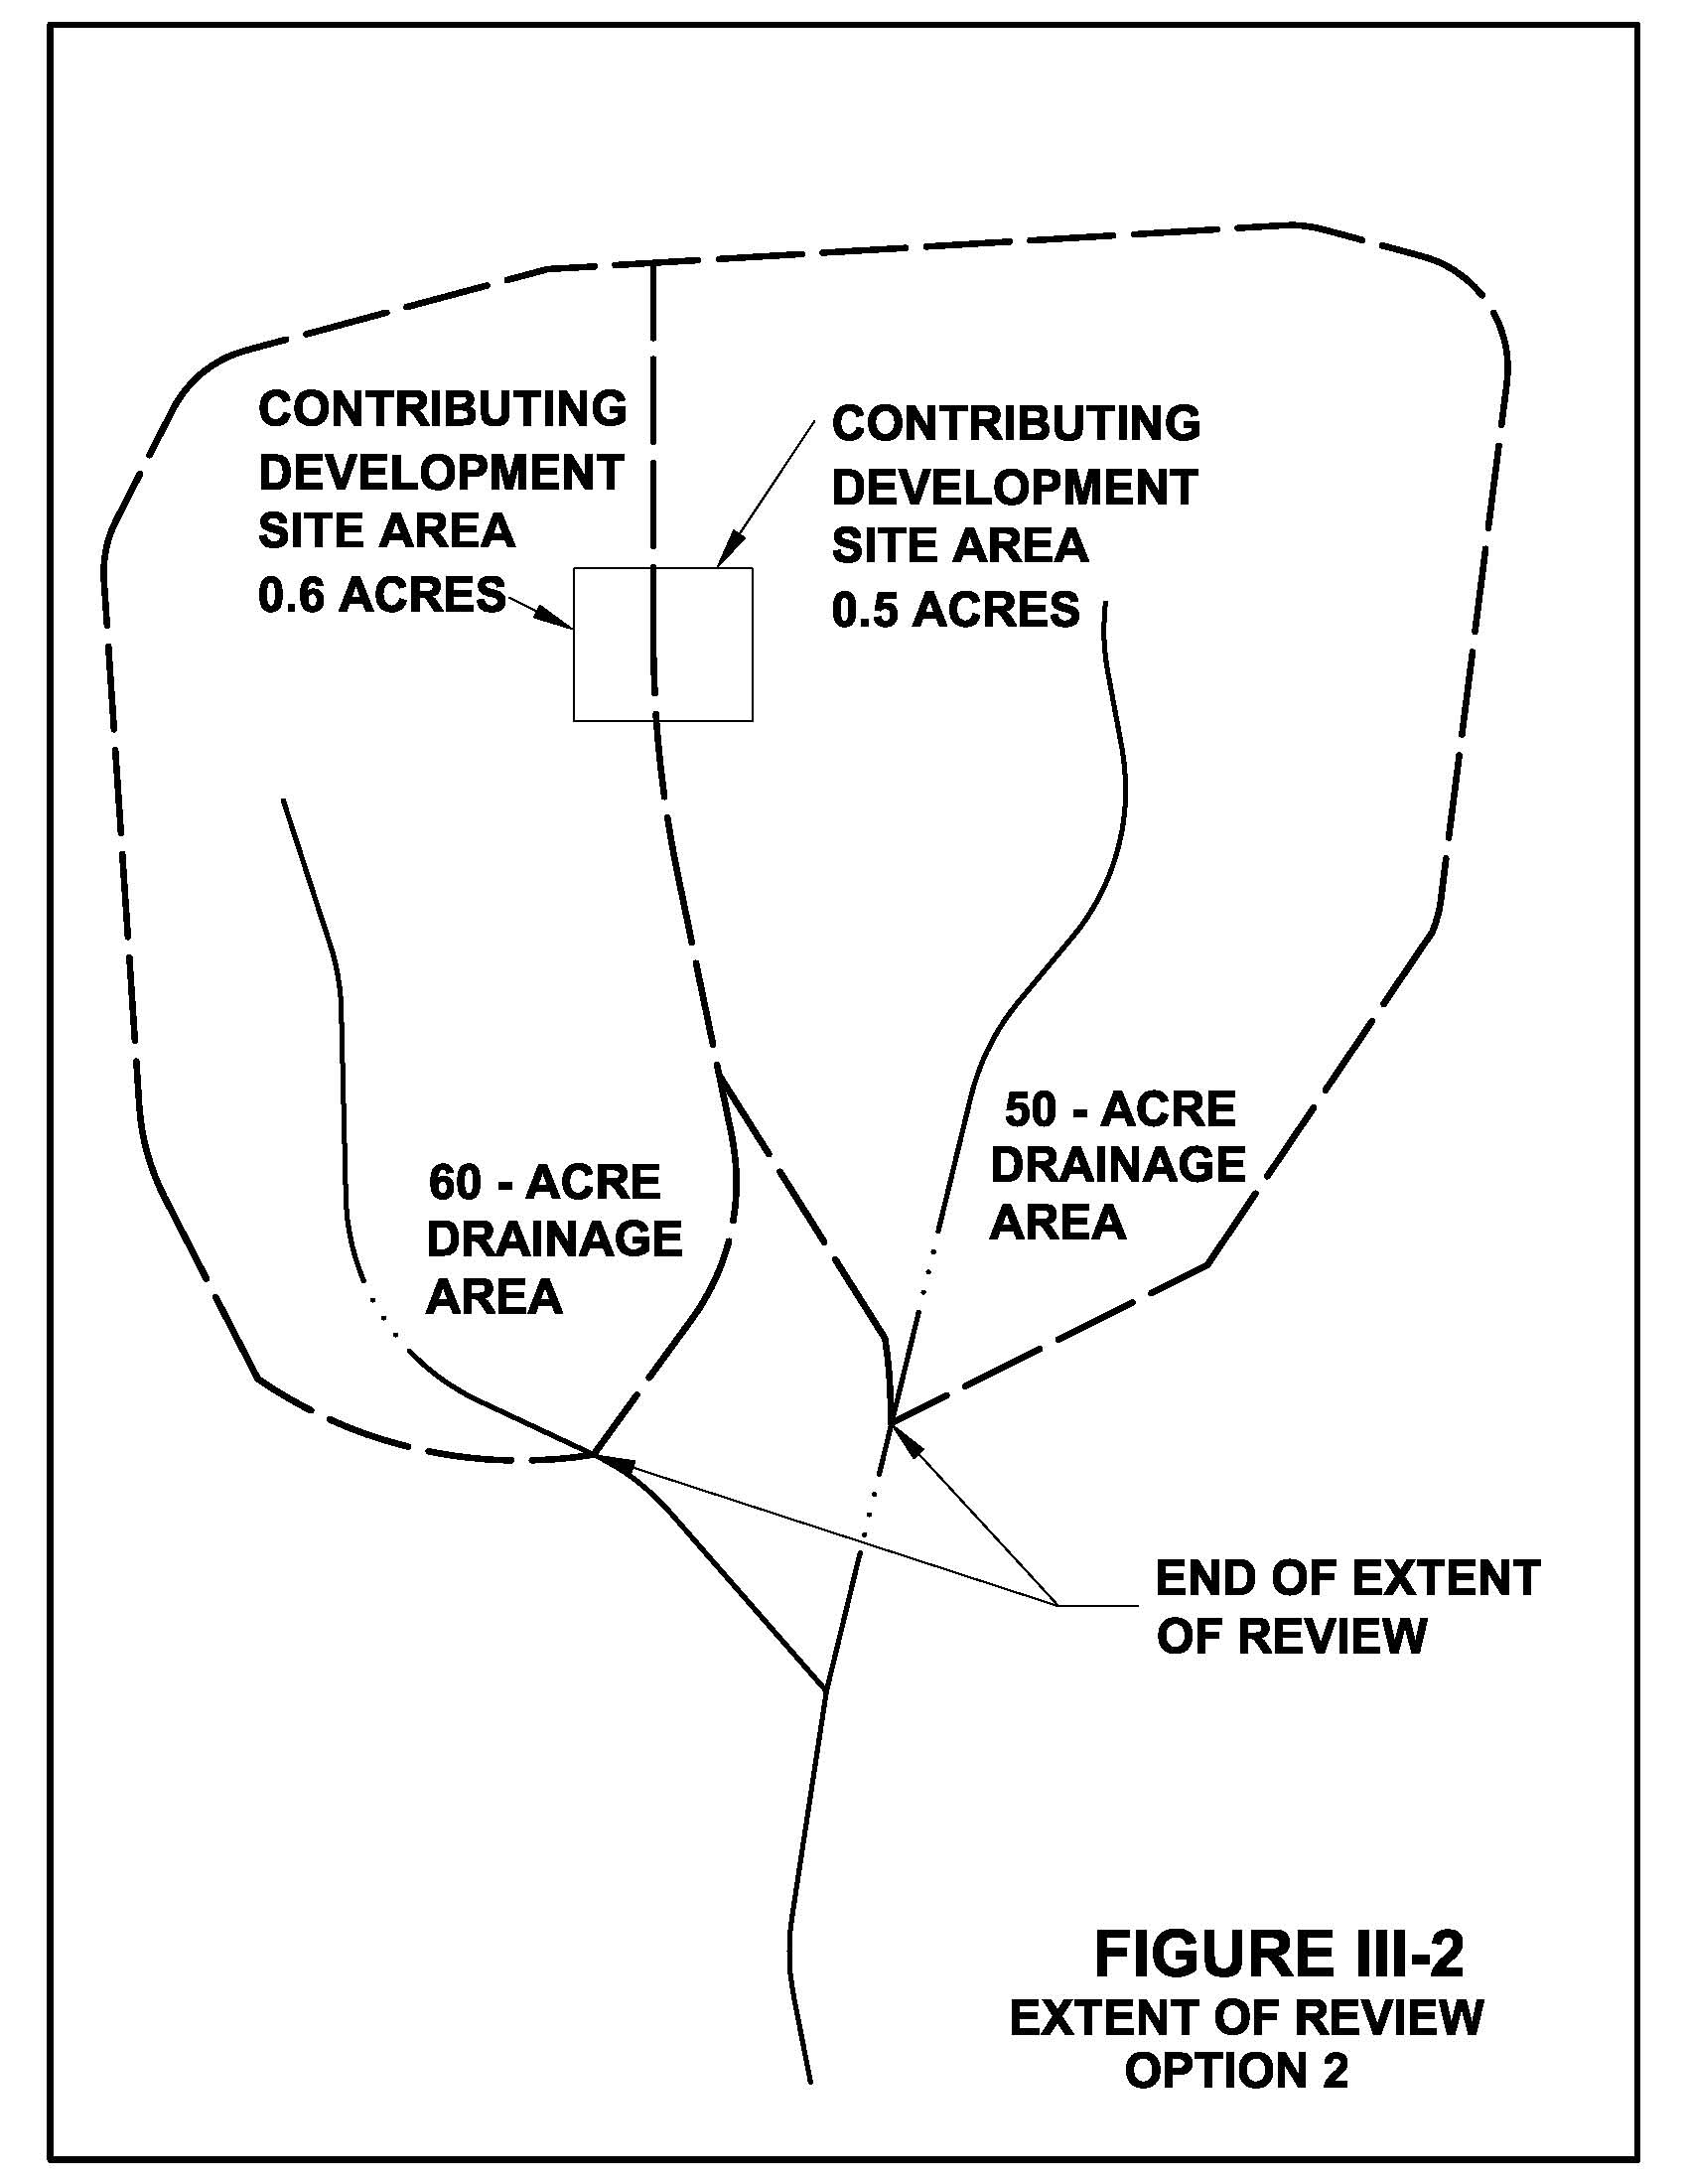 CONTRIBUTING
DEVELOPMENT
SITE AREA
0.6 ACRES
CONTRIBUTING
DEVELOPMENT
SITE AREA
0.5 ACRES
60 - ACRE
DRAINAGE
AREA
50 - ACRE
DRAINAGE
AREA
END OF EXTENT
OF REVIEW
FIGURE III-2
EXTENT OF REVIEW
OPTION 2